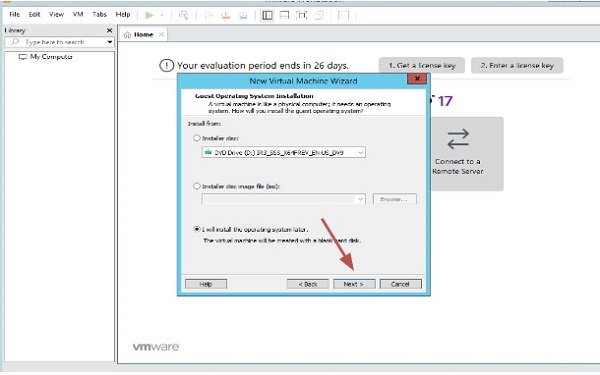 File Edit View VM Tabs Help
Library
Type here to search
My Computer
Home
Your evaluation period ends in 26 days.
1. Get a license key
2. Enter a license key
17
Connect to a
Remote Server
New Virtual Machine Wizard
Guest Operating System Installation
A virtual machine is like a physical computer; it needs an operating
system. How will you install the guest operating system?
Install from:
Installer disc:
DVD Drive (D:) IR3_SSS_X64FREV_EN-US_DV9
Installer disc image file (iso):
Browse...
I will install the operating system later.
The virtual machine will be created with a blank hard disk.
Help
< Back
Next >
Cancel
vmware